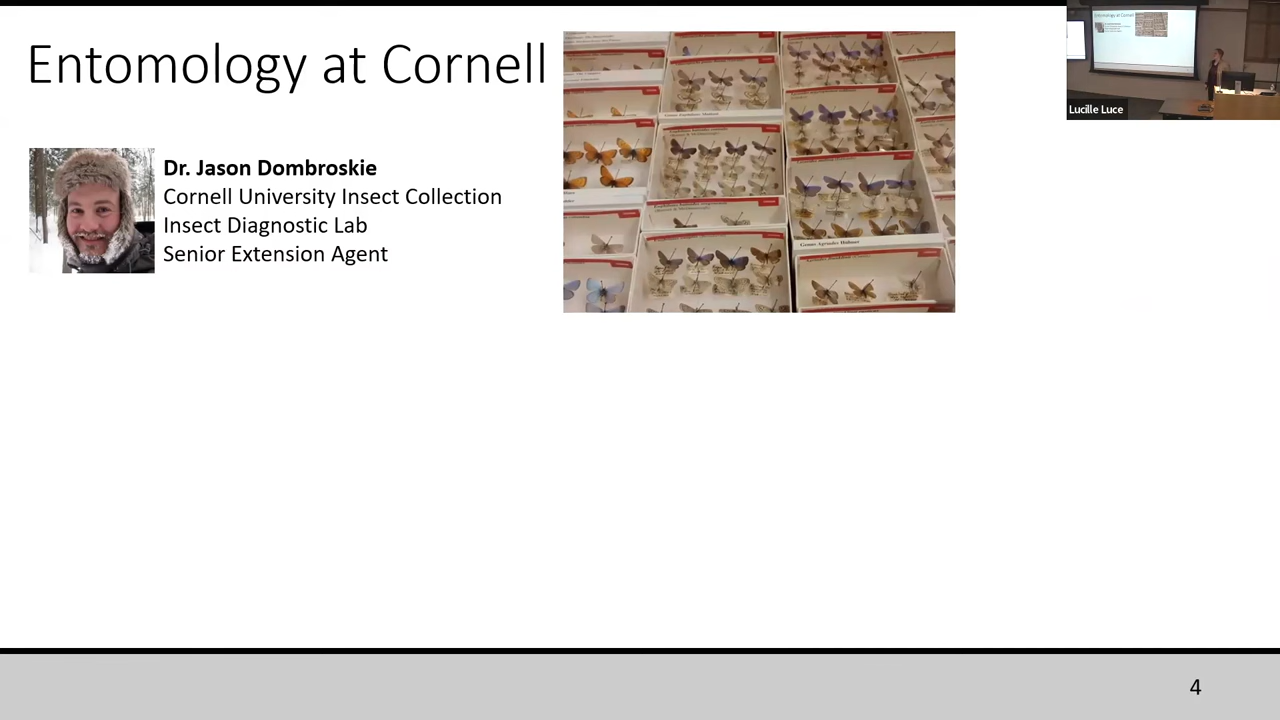 Entomology at Cornell
Dr. Jason Dombroskie
Cornell University Insect Collection
Insect Diagnostic Lab
Senior Extension Agent
Lucille Luce
4